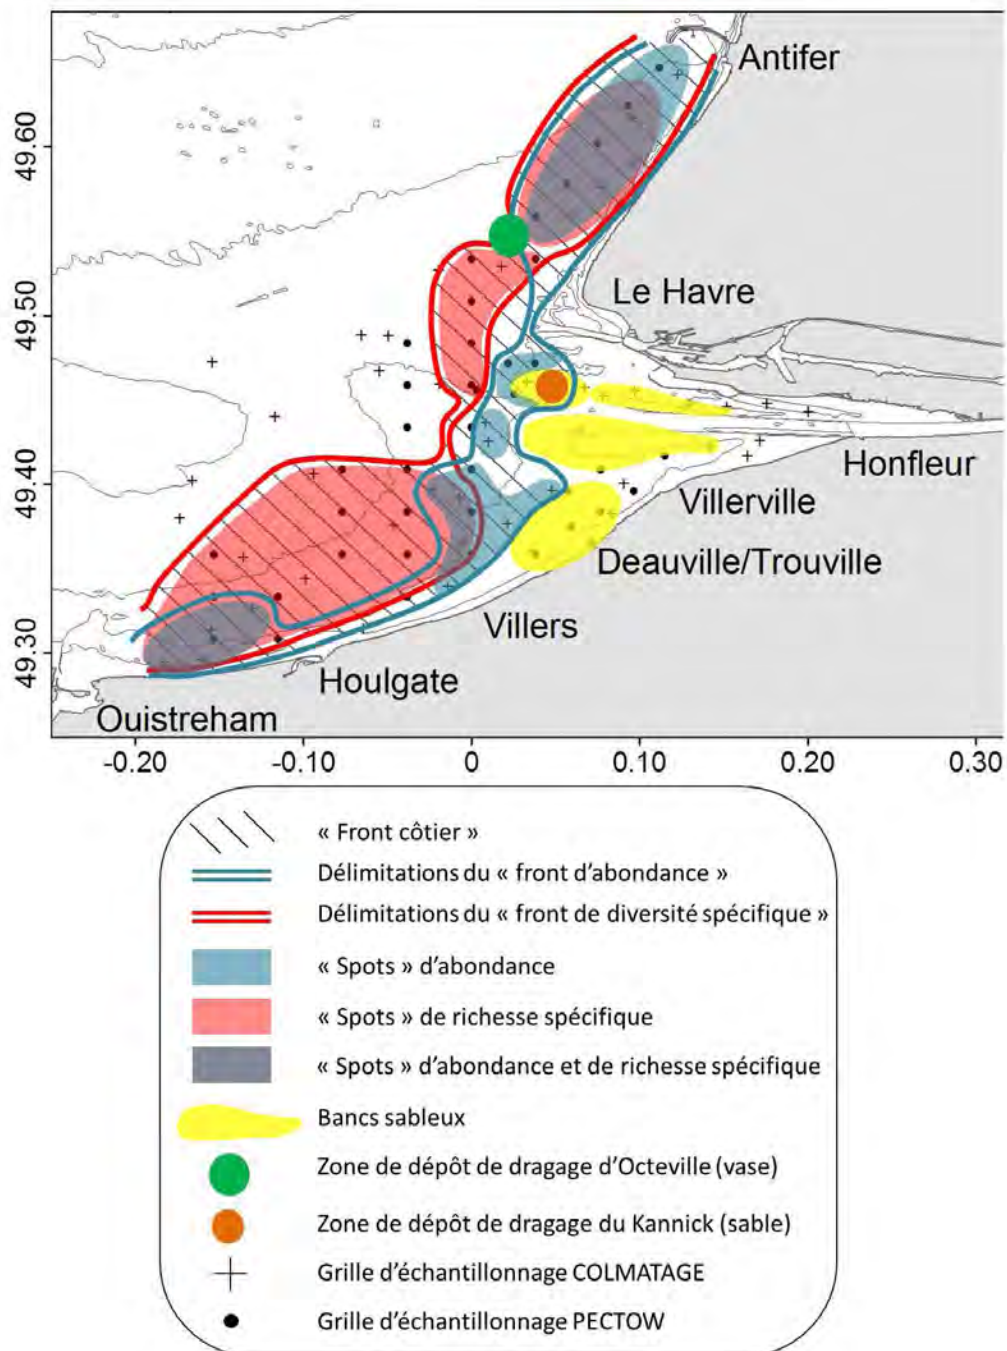 Antifer
49.60
Le Havre
49.50
Honfleur
49.40
Villerville
Deauville/Trouville
Villers
49.30
Houlgate
Ouistreham
-0.20 -0.10 0 0.10 0.20 0.30
« Front côtier »
Délimitations du « front d’abondance »
Délimitations du « front de diversité spécifique »
« Spots » d’abondance
« Spots » de richesse spécifique
« Spots » d’abondance et de richesse spécifique
Bancs sableux
Zone de dépôt de dragage d’Octeville (vase)
Zone de dépôt de dragage du Kannick (sable)
Grille d’échantillonnage COLMATAGE
Grille d’échantillonnage PECTOW